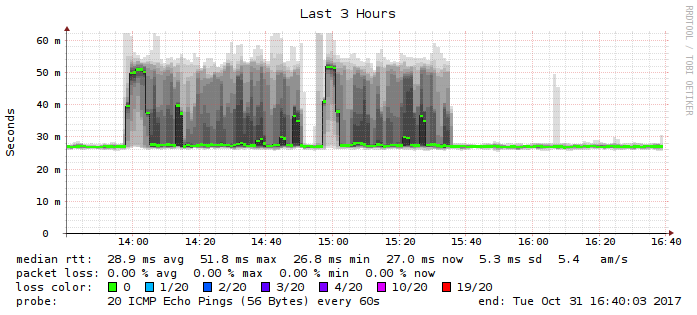 Last 3 Hours
RRDTOOL / TOBI OETIKER
Seconds
60 m
50 m
40 m
30 m
20 m
10 m
0
14:00 14:20 14:40 15:00 15:20 15:40 16:00 16:20 16:40
median rtt: 28.9 ms avg 51.8 ms max 26.8 ms min 27.0 ms now 5.3 ms sd 5.4 am/s
packet loss: 0.00 % avg 0.00 % max 0.00 % min 0.00 % now
loss color: 0 1/20 2/20 3/20 4/20 10/20 19/20
probe: 20 ICMP Echo Pings (56 Bytes) every 60s end: Tue Oct 31 16:40:03 2017